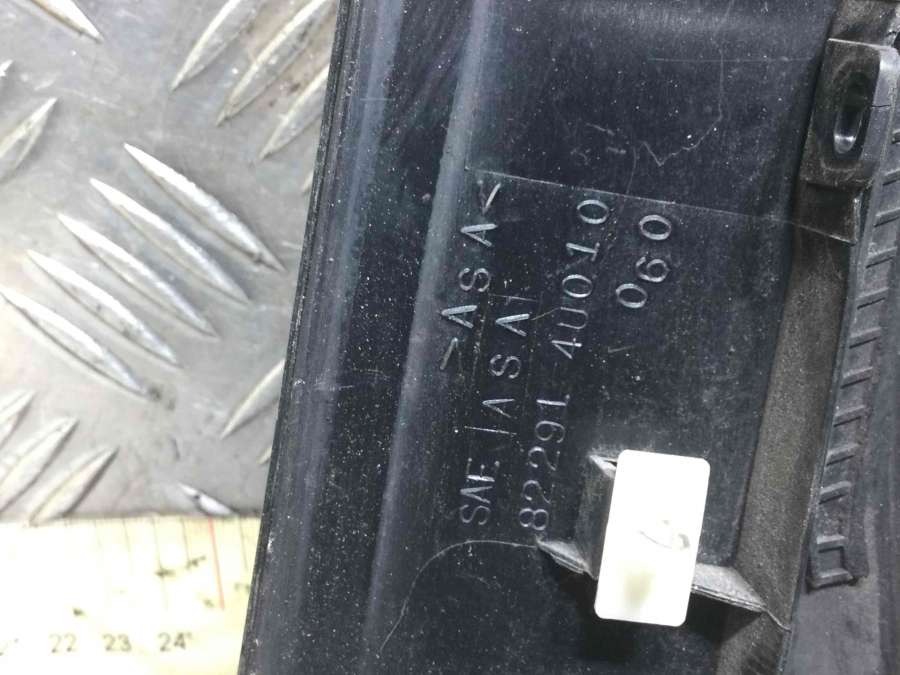 >ASA<
SAE |ASA|
82291 4U010
060
22 23 24